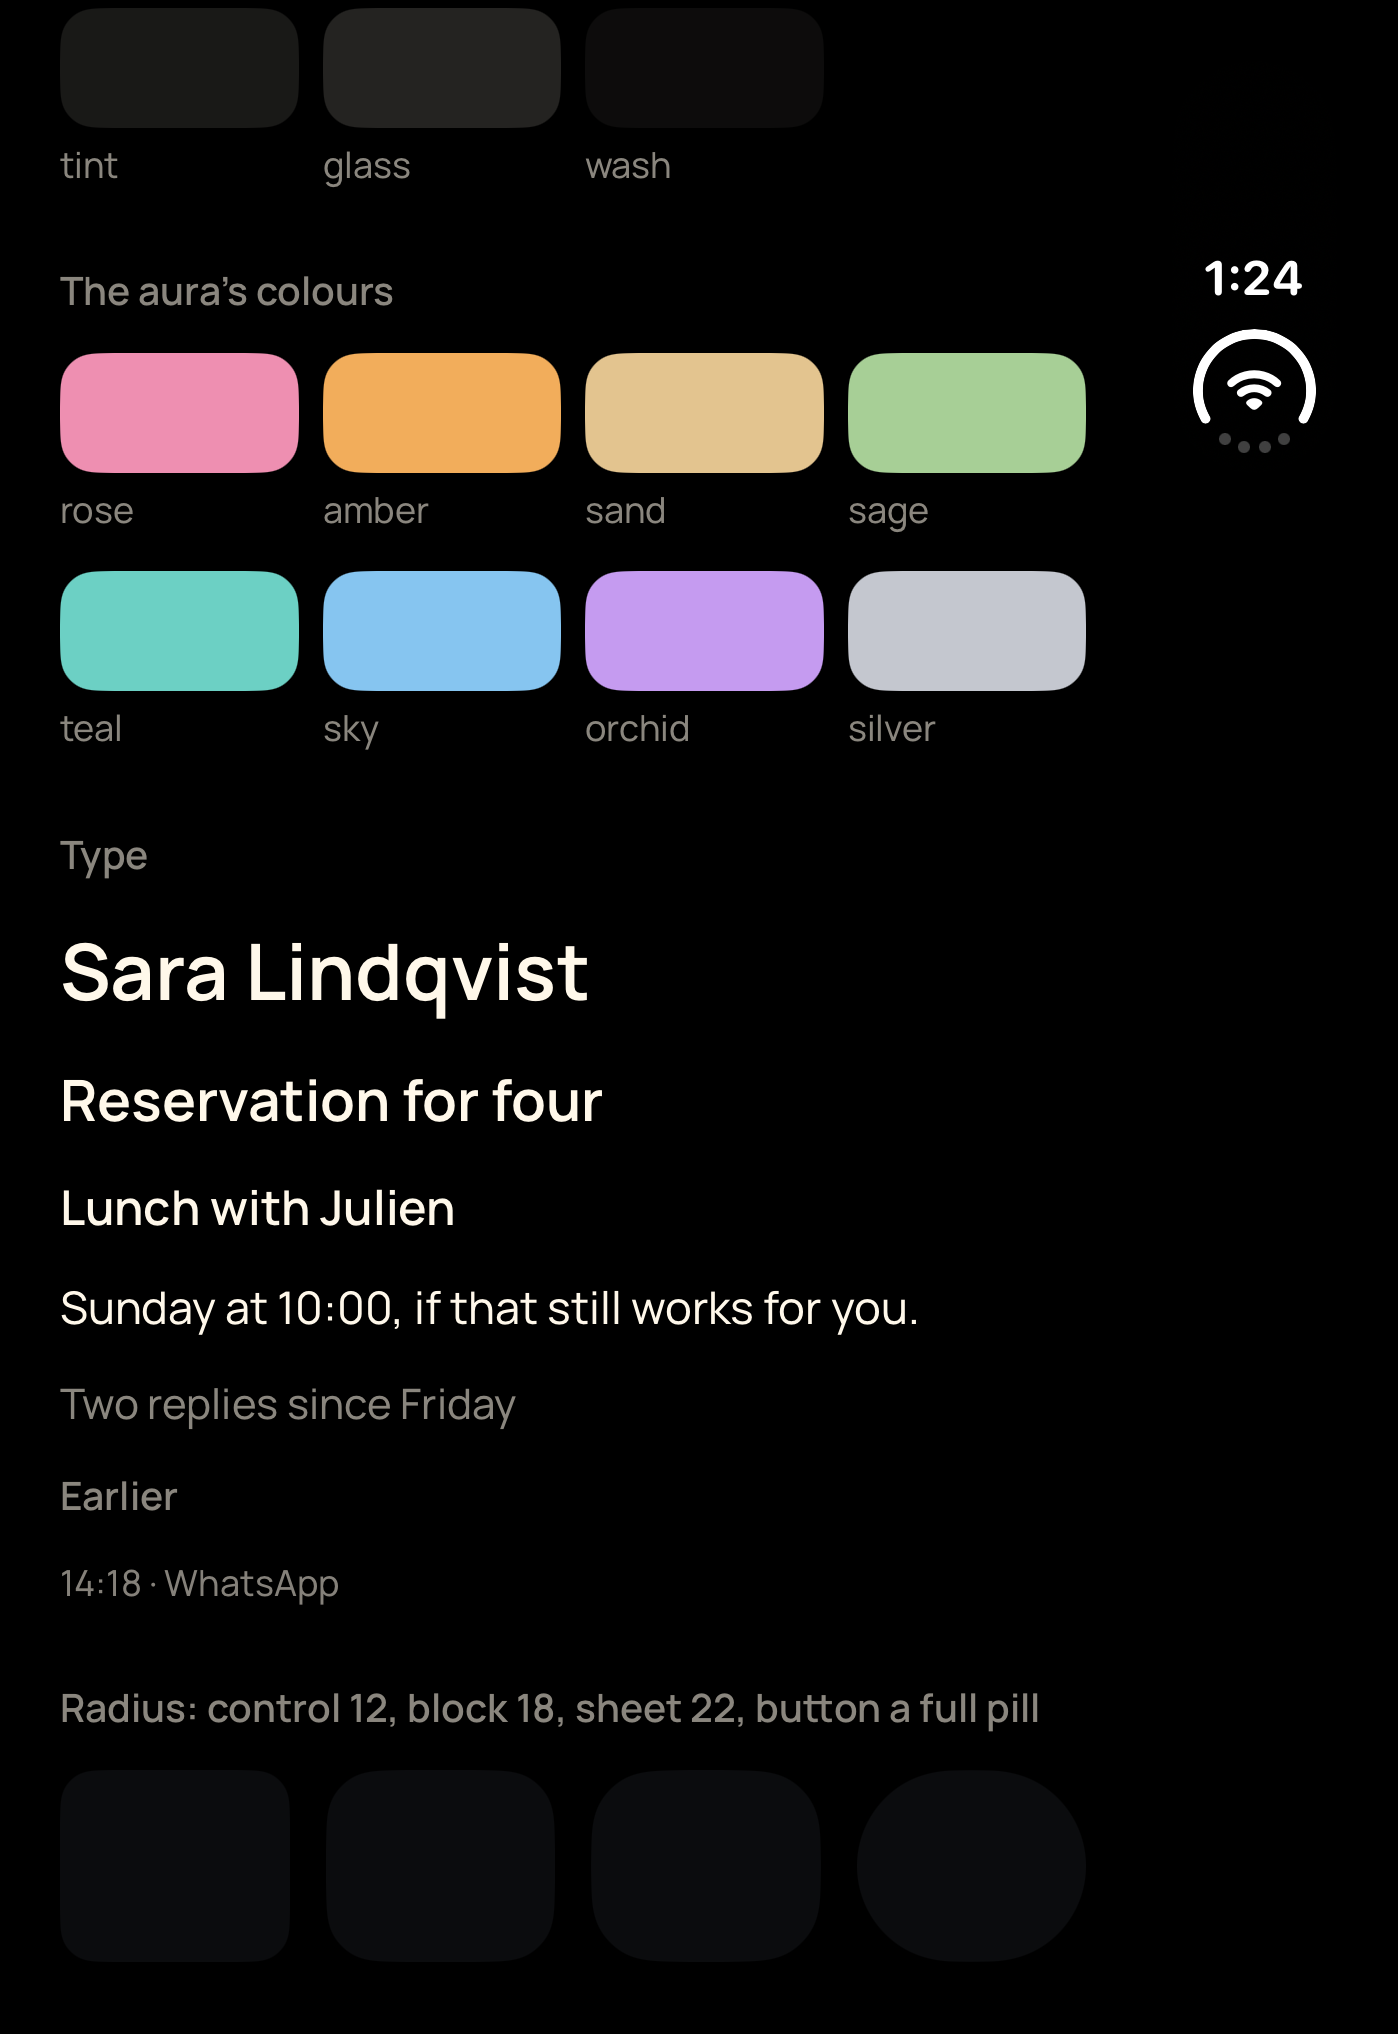 tint glass wash
The aura's colours
1:24
rose amber sand sage
teal sky orchid silver
Type
Sara Lindqvist
Reservation for four
Lunch with Julien
Sunday at 10:00, if that still works for you.
Two replies since Friday
Earlier
14:18 · WhatsApp
Radius: control 12, block 18, sheet 22, button a full pill